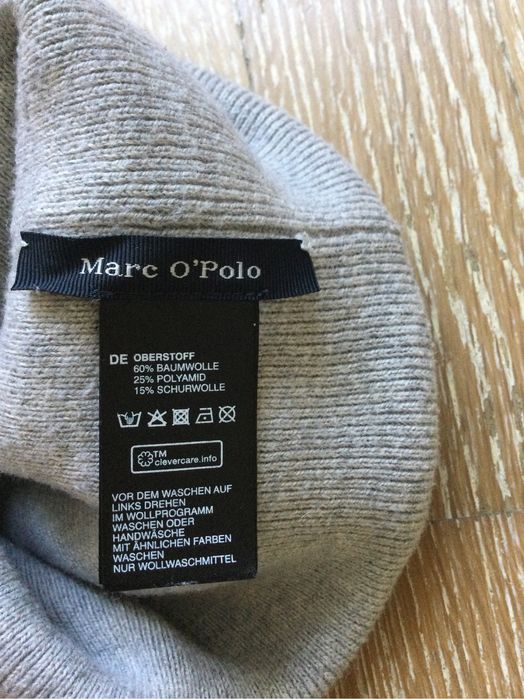 Marc O'Polo
DE OBERSTOFF
60% BAUMWOLLE
25% POLYAMID
15% SCHURWOLLE
TM
clevercare.info
VOR DEM WASCHEN AUF
LINKS DREHEN
IM WOLLPROGRAMM
WASCHEN ODER
HANDWÄSCHE
MIT ÄHNLICHEN FARBEN
WASCHEN
NUR WOLLWASCHMITTEL